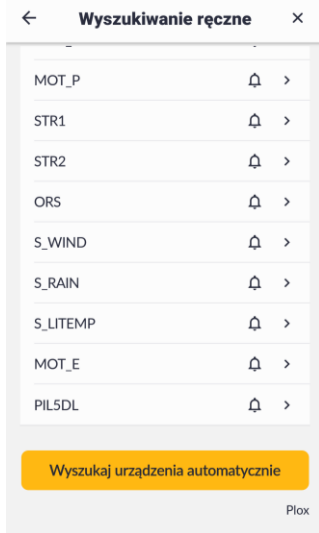 Wyszukiwanie ręczne
MOT_P
STR1
STR2
ORS
S_WIND
S_RAIN
S_LITEMP
MOT_E
PIL5DL
Wyszukaj urządzenia automatycznie
Plox